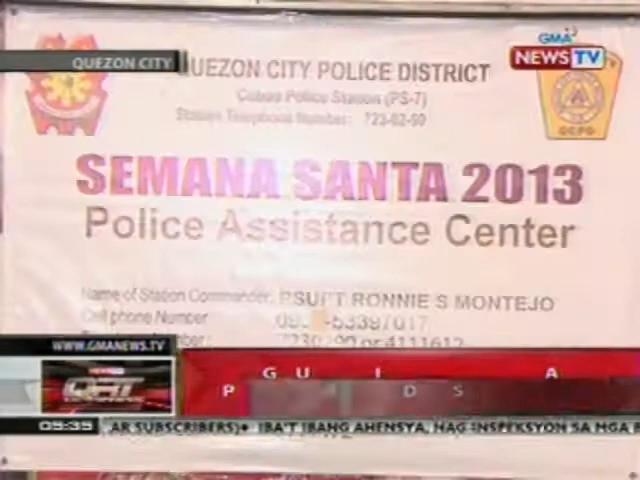 QUEZON CITY
GMA
NEWS TV
QUEZON CITY POLICE DISTRICT
Cubao Police Station (PS-7)
Station Telephone Number: 723-02-90
QCPD
SEMANA SANTA 2013
Police Assistance Center
Name of Station Commander: PSUPT RONNIE S MONTEJO
Cell phone Number
WWW.GMANEWS.TV
G U I A
P D S
QRT
05:35
AR SUBSCRIBERS) • IBA'T IBANG AHENSYA, NAG-INSPEKSYON SA MGA